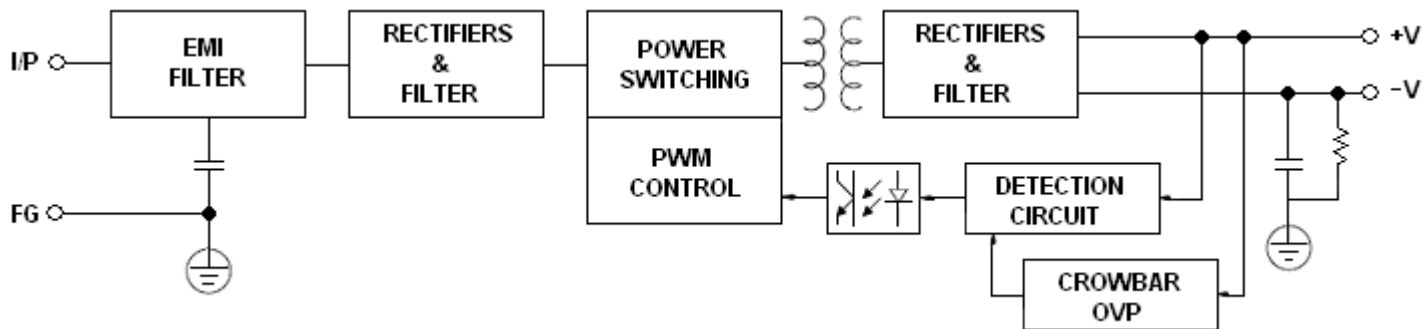 I/P
EMI
FILTER
RECTIFIERS
&
FILTER
POWER
SWITCHING
RECTIFIERS
&
FILTER
+V
−V
PWM
CONTROL
DETECTION
CIRCUIT
FG
CROWBAR
OVP